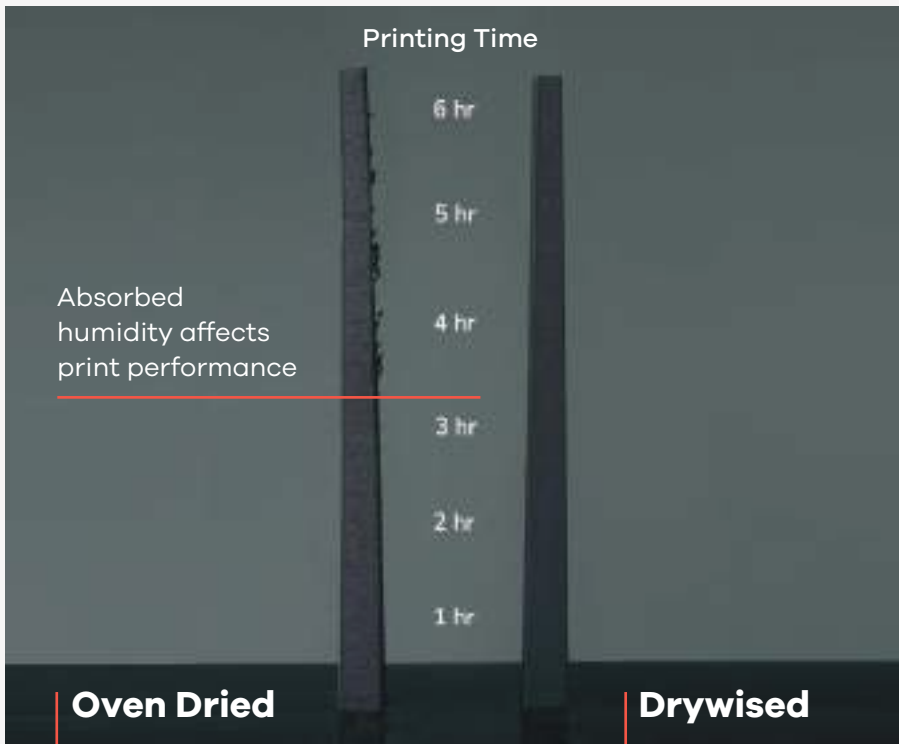 Printing Time
6 hr
5 hr
Absorbed
humidity affects
print performance
4 hr
3 hr
2 hr
1 hr
Oven Dried
Drywised